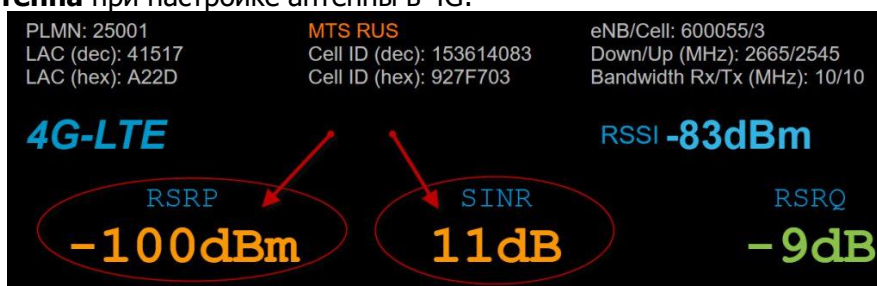 при настройке антенны в 4G.
PLMN: 25001
LAC (dec): 41517
LAC (hex): A22D
MTS RUS
Cell ID (dec): 153614083
Cell ID (hex): 927F703
eNB/Cell: 600055/3
Down/Up (MHz): 2665/2545
Bandwidth Rx/Tx (MHz): 10/10
4G-LTE
RSSI -83dBm
RSRP
-100dBm
SINR
11dB
RSRQ
-9dB